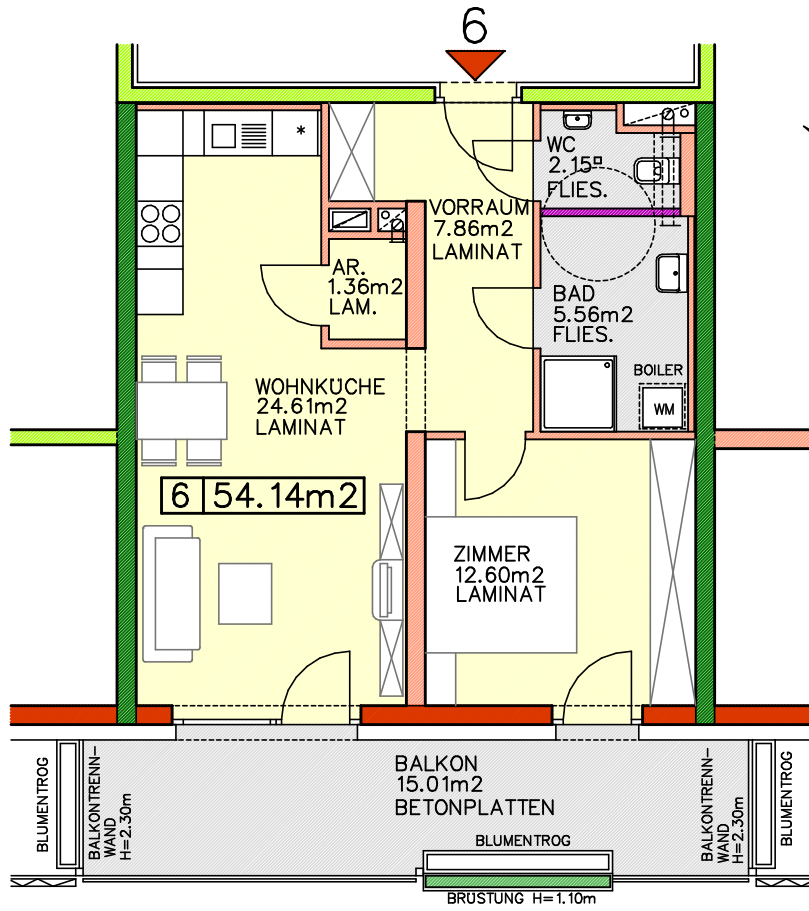 6
WC
2.15¤
FLIES.
VORRAUM
7.86m2
LAMINAT
AR.
1.36m2
LAM.
BAD
5.56m2
FLIES.
BOILER
WM
WOHNKÜCHE
24.61m2
LAMINAT
6 54.14m2
ZIMMER
12.60m2
LAMINAT
BLUMENTROG
BALKONTRENN-
WAND
H=2.30m
BALKON
15.01m2
BETONPLATTEN
BLUMENTROG
BALKONTRENN-
WAND
H=2.30m
BLUMENTROG
BRÜSTUNG H=1.10m